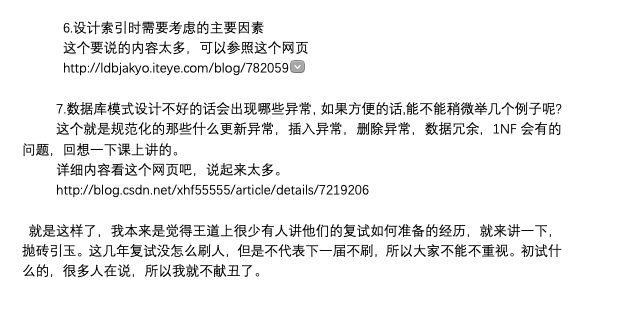 6.设计索引时需要考虑的主要因素
这个要说的内容太多，可以参照这个网页
http://ldbjakyo.iteye.com/blog/782059
7.数据库模式设计不好的话会出现哪些异常, 如果方便的话,能不能稍微举几个例子呢?
这个就是规范化的那些什么更新异常，插入异常，删除异常，数据冗余，1NF 会有的
问题，回想一下课上讲的。
详细内容看这个网页吧，说起来太多。
http://blog.csdn.net/xhf55555/article/details/7219206
就是这样了，我本来是觉得王道上很少有人讲他们的复试如何准备的经历，就来讲一下，
抛砖引玉。这几年复试没怎么刷人，但是不代表下一届不刷，所以大家不能不重视。初试什
么的，很多人在说，所以我就不献丑了。